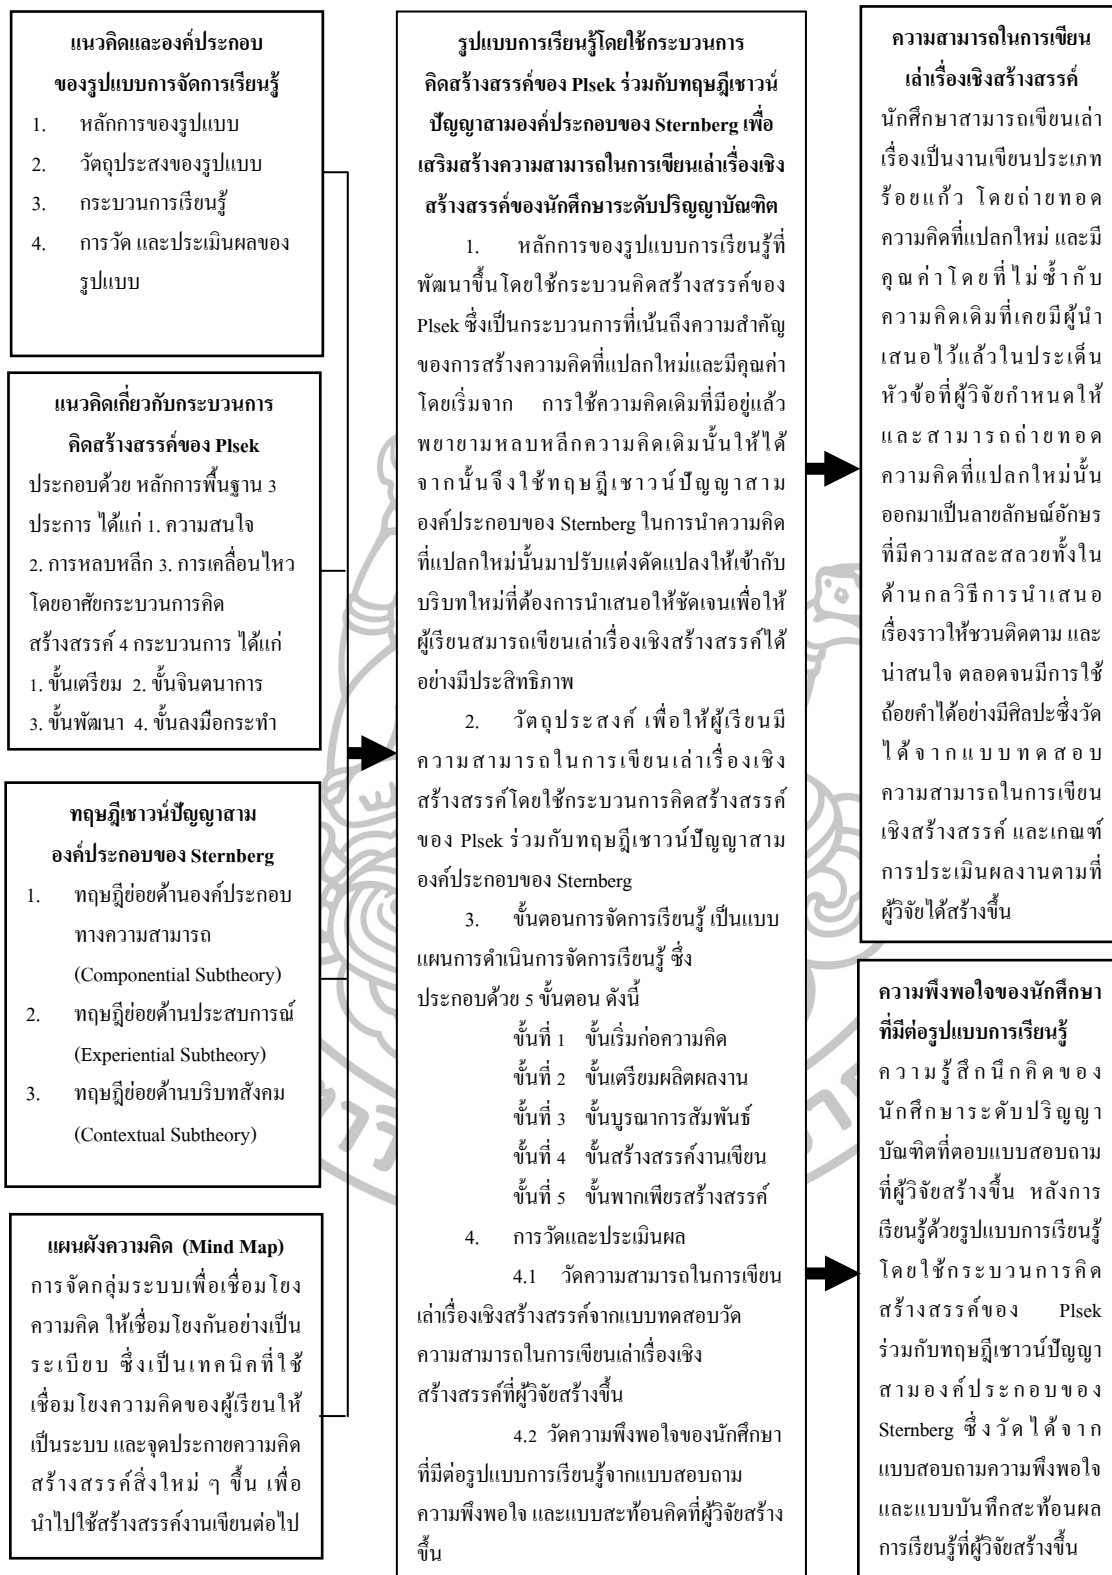 แนวคิดและองค์ประกอบ
ของรูปแบบการจัดการเรียนรู้
1. หลักการของรูปแบบ
2. วัตถุประสงของรูปแบบ
3. กระบวนการเรียนรู้
4. การวัด และประเมินผลของ
รูปแบบ
แนวคิดเกี่ยวกับกระบวนการ
คิดสร้างสรรค์ของ Plsek
ประกอบด้วย หลักการพื้นฐาน 3
ประการ ได้แก่ 1. ความสนใจ
2. การหลบหลีก 3. การเคลื่อนไหว
โดยอาศัยกระบวนการคิด
สร้างสรรค์ 4 กระบวนการ ได้แก่
1. ขั้นเตรียม 2. ขั้นจินตนาการ
3. ขั้นพัฒนา 4. ขั้นลงมือกระทำ
ทฤษฎีเชาวน์ปัญญาสาม
องค์ประกอบของ Sternberg
1. ทฤษฎีย่อยด้านองค์ประกอบ
ทางความสามารถ
(Componential Subtheory)
2. ทฤษฎีย่อยด้านประสบการณ์
(Experiential Subtheory)
3. ทฤษฎีย่อยด้านบริบทสังคม
(Contextual Subtheory)
แผนผังความคิด (Mind Map)
การจัดกลุ่มระบบเพื่อเชื่อมโยง
ความคิด ให้เชื่อมโยงกันอย่างเป็น
ระเบียบ ซึ่งเป็นเทคนิคที่ใช้
เชื่อมโยงความคิดของผู้เรียนให้
เป็นระบบ และจุดประกายความคิด
สร้างสรรค์สิ่งใหม่ ๆ ขึ้น เพื่อ
นำไปใช้สร้างสรรค์งานเขียนต่อไป
รูปแบบการเรียนรู้โดยใช้กระบวนการ
คิดสร้างสรรค์ของ Plsek ร่วมกับทฤษฎีเชาวน์
ปัญญาสามองค์ประกอบของ Sternberg เพื่อ
เสริมสร้างความสามารถในการเขียนเล่าเรื่องเชิง
สร้างสรรค์ของนักศึกษาระดับปริญญาบัณฑิต
1. หลักการของรูปแบบการเรียนรู้ที่
พัฒนาขึ้นโดยใช้กระบวนคิดสร้างสรรค์ของ
Plsek ซึ่งเป็นกระบวนการที่เน้นถึงความสำคัญ
ของการสร้างความคิดที่แปลกใหม่และมีคุณค่า
โดยเริ่มจาก การใช้ความคิดเดิมที่มีอยู่แล้ว
พยายามหลบหลีกความคิดเดิมนั้นให้ได้
จากนั้นจึงใช้ทฤษฎีเชาวน์ปัญญาสาม
องค์ประกอบของ Sternberg ในการนำความคิด
ที่แปลกใหม่นั้นมาปรับแต่งดัดแปลงให้เข้ากับ
บริบทใหม่ที่ต้องการนำเสนอให้ชัดเจนเพื่อให้
ผู้เรียนสมารถเขียนเล่าเรื่องเชิงสร้างสรรค์ได้
อย่างมีประสิทธิภาพ
2. วัตถุประสงค์ เพื่อให้ผู้เรียนมี
ความสามารถในการเขียนเล่าเรื่องเชิง
สร้างสรรค์โดยใช้กระบวนการคิดสร้างสรรค์
ของ Plsek ร่วมกับทฤษฎีเชาวน์ปัญญาสาม
องค์ประกอบของ Sternberg
3. ขั้นตอนการจัดการเรียนรู้ เป็นแบบ
แผนการดำเนินการจัดการเรียนรู้ ซึ่ง
ประกอบด้วย 5 ขั้นตอน ดังนี้
ขั้นที่ 1 ขั้นเริ่มก่อความคิด
ขั้นที่ 2 ขั้นเตรียมผลิตผลงาน
ขั้นที่ 3 ขั้นบูรณาการสัมพันธ์
ขั้นที่ 4 ขั้นสร้างสรรค์งานเขียน
ขั้นที่ 5 ขั้นพากเพียรสร้างสรรค์
4. การวัดและประเมินผล
4.1 วัดความสามารถในการเขียน
เล่าเรื่องเชิงสร้างสรรค์จากแบบทดสอบวัด
ความสามารถในการเขียนเล่าเรื่องเชิง
สร้างสรรค์ที่ผู้วิจัยสร้างขึ้น
4.2 วัดความพึงพอใจของนักศึกษา
ที่มีต่อรูปแบบการเรียนรู้จากแบบสอบถาม
ความพึงพอใจ และแบบสะท้อนคิดที่ผู้วิจัยสร้าง
ขึ้น
ความสามารถในการเขียน
เล่าเรื่องเชิงสร้างสรรค์
นักศึกษาสามารถเขียนเล่า
เรื่องเป็นงานเขียนประเภท
ร้อยแก้ว โดยถ่ายทอด
ความคิดที่แปลกใหม่ และมี
คุณค่าโดยที่ไม่ซ้ำกับ
ความคิดเดิมที่เคยมีผู้นำ
เสนอไว้แล้วในประเด็น
หัวข้อที่ผู้วิจัยกำหนดให้
และสามารถถ่ายทอด
ความคิดที่แปลกใหม่นั้น
ออกมาเป็นลายลักษณ์อักษร
ที่มีความสละสลวยทั้งใน
ด้านกลวิธีการนำเสนอ
เรื่องราวให้ชวนติดตาม และ
น่าสนใจ ตลอดจนมีการใช้
ถ้อยคำได้อย่างมีศิลปะซึ่งวัด
ได้จากแบบทดสอบ
ความสามารถในการเขียน
เชิงสร้างสรรค์ และเกณฑ์
การประเมินผลงานตามที่
ผู้วิจัยได้สร้างขึ้น
ความพึงพอใจของนักศึกษา
ที่มีต่อรูปแบบการเรียนรู้
ความรู้สึกนึกคิดของ
นักศึกษาระดับปริญญา
บัณฑิตที่ตอบแบบสอบถาม
ที่ผู้วิจัยสร้างขึ้น หลังการ
เรียนรู้ด้วยรูปแบบการเรียนรู้
โดยใช้กระบวนการคิด
สร้างสรรค์ของ Plsek
ร่วมกับทฤษฎีเชาวน์ปัญญา
สามองค์ประกอบของ
Sternberg ซึ่งวัดได้จาก
แบบสอบถามความพึงพอใจ
และแบบบันทึกสะท้อนผล
การเรียนรู้ที่ผู้วิจัยสร้างขึ้น